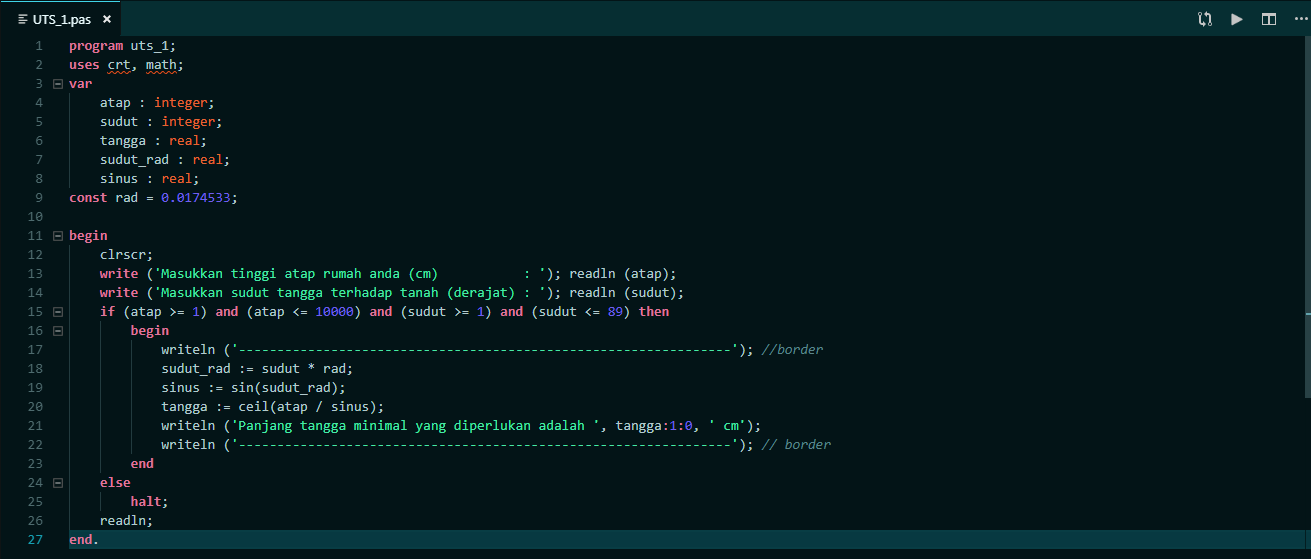 UTS_1.pas ×
1 program uts_1;
2 uses crt, math;
3 var
4     atap : integer;
5     sudut : integer;
6     tangga : real;
7     sudut_rad : real;
8     sinus : real;
9 const rad = 0.0174533;
10
11 begin
12     clrscr;
13     write ('Masukkan tinggi atap rumah anda (cm)           : '); readln (atap);
14     write ('Masukkan sudut tangga terhadap tanah (derajat) : '); readln (sudut);
15     if (atap >= 1) and (atap <= 10000) and (sudut >= 1) and (sudut <= 89) then
16         begin
17             writeln ('----------------------------------------------------------------'); //border
18             sudut_rad := sudut * rad;
19             sinus := sin(sudut_rad);
20             tangga := ceil(atap / sinus);
21             writeln ('Panjang tangga minimal yang diperlukan adalah ', tangga:1:0, ' cm');
22             writeln ('----------------------------------------------------------------'); // border
23         end
24     else
25         halt;
26     readln;
27 end.